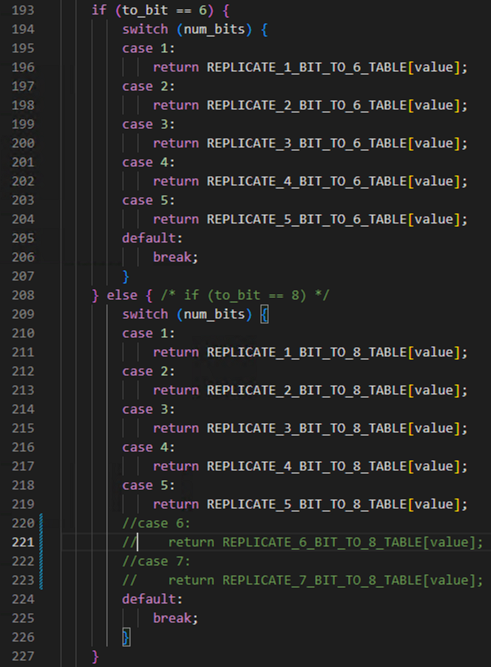 193 if (to_bit == 6) {
194 switch (num_bits) {
195 case 1:
196 return REPLICATE_1_BIT_TO_6_TABLE[value];
197 case 2:
198 return REPLICATE_2_BIT_TO_6_TABLE[value];
199 case 3:
200 return REPLICATE_3_BIT_TO_6_TABLE[value];
201 case 4:
202 return REPLICATE_4_BIT_TO_6_TABLE[value];
203 case 5:
204 return REPLICATE_5_BIT_TO_6_TABLE[value];
205 default:
206 break;
207 }
208 } else { /* if (to_bit == 8) */
209 switch (num_bits) {
210 case 1:
211 return REPLICATE_1_BIT_TO_8_TABLE[value];
212 case 2:
213 return REPLICATE_2_BIT_TO_8_TABLE[value];
214 case 3:
215 return REPLICATE_3_BIT_TO_8_TABLE[value];
216 case 4:
217 return REPLICATE_4_BIT_TO_8_TABLE[value];
218 case 5:
219 return REPLICATE_5_BIT_TO_8_TABLE[value];
220 //case 6:
221 //    return REPLICATE_6_BIT_TO_8_TABLE[value];
222 //case 7:
223 //    return REPLICATE_7_BIT_TO_8_TABLE[value];
224 default:
225 break;
226 }
227 }